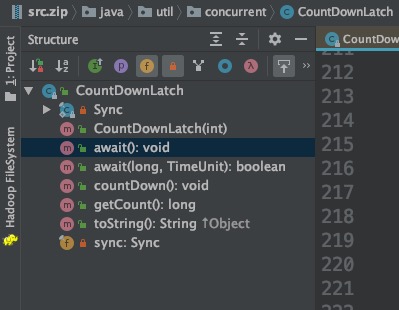 src.zip java util concurrent CountDownLatch
Structure
CountDow
1: Project
Hadoop FileSystem
CountDownLatch
Sync
CountDownLatch(int)
await(): void
await(long, TimeUnit): boolean
countDown(): void
getCount(): long
toString(): String ↑Object
sync: Sync
212
213
214
215
216
217
218
219
220
221